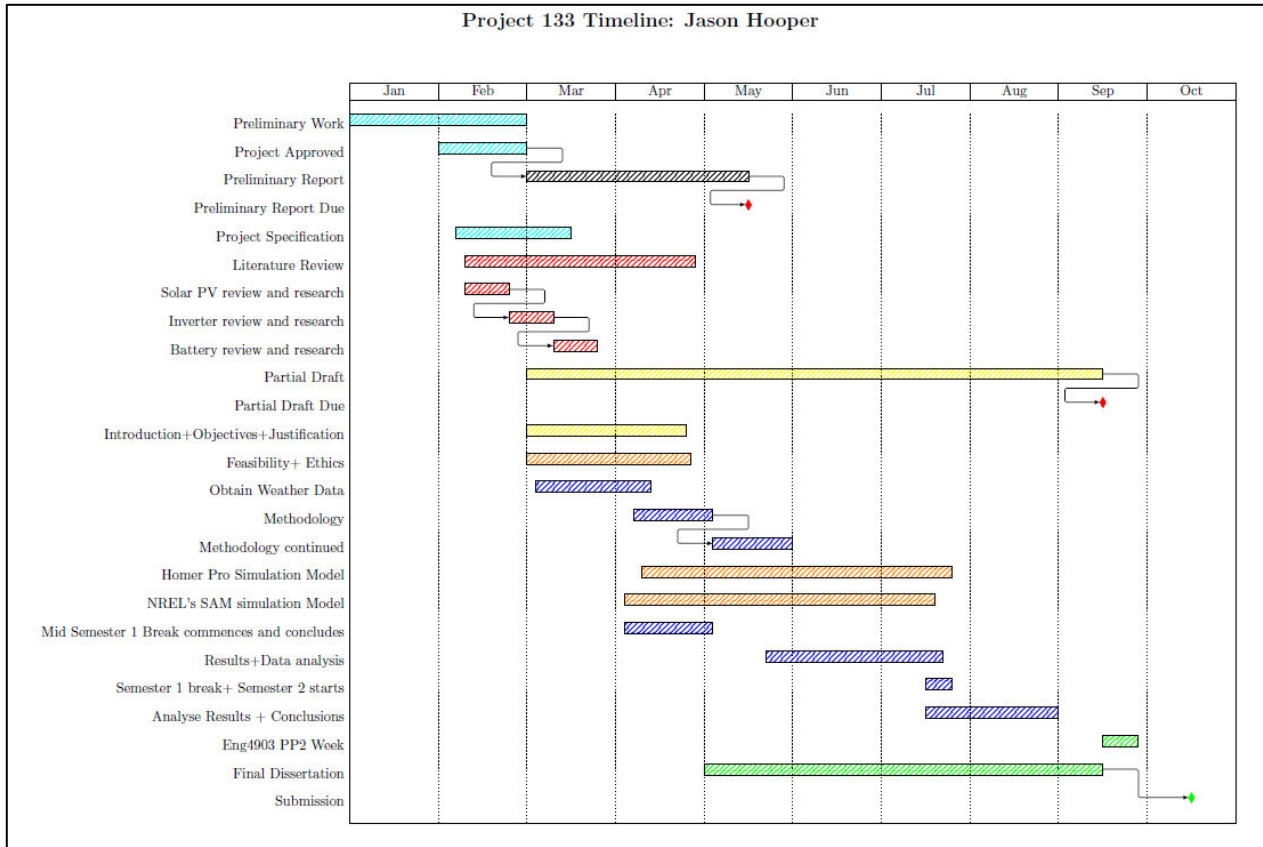 Project 133 Timeline: Jason Hooper
Jan Feb Mar Apr May Jun Jul Aug Sep Oct
Preliminary Work
Project Approved
Preliminary Report
Preliminary Report Due
Project Specification
Literature Review
Solar PV review and research
Inverter review and research
Battery review and research
Partial Draft
Partial Draft Due
Introduction+Objectives+Justification
Feasibility+ Ethics
Obtain Weather Data
Methodology
Methodology continued
Homer Pro Simulation Model
NREL's SAM simulation Model
Mid Semester 1 Break commences and concludes
Results+Data analysis
Semester 1 break+ Semester 2 starts
Analyse Results + Conclusions
Eng4903 PP2 Week
Final Dissertation
Submission